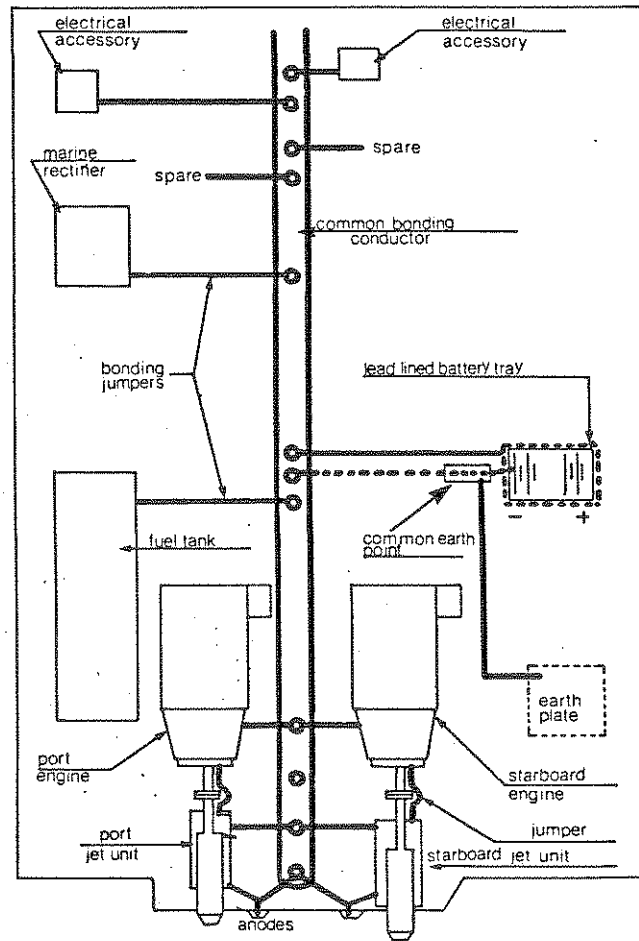 electrical
accessory
electrical
accessory
marine
rectiner
spare
spare
common bonding
conductor
bonding
jumpers
lead lined battery tray
fuel tank
common earth
point
− +
earth
plate
port
engine
starboard
engine
port
jet unit
jumper
starboard jet unit
anodes